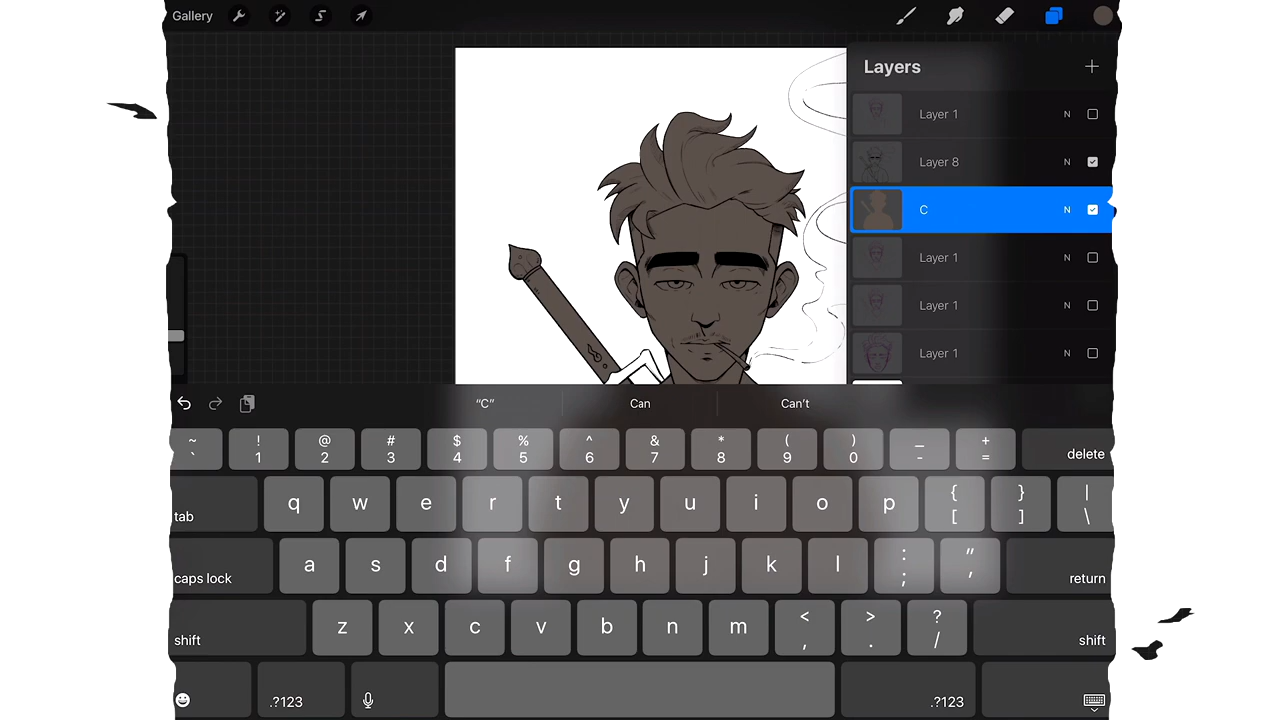 Gallery
Layers
Layer 1 N
Layer 8 N
C N
Layer 1 N
Layer 1 N
Layer 1 N
“C” Can Can't
~ ! @ # $ % ^ & * ( ) _ +
` 1 2 3 4 5 6 7 8 9 0 - = delete
tab q w e r t y u i o p { [ } ] | \
caps lock a s d f g h j k l : ; " ' return
shift z x c v b n m < , > . ? / shift
.?123 .?123